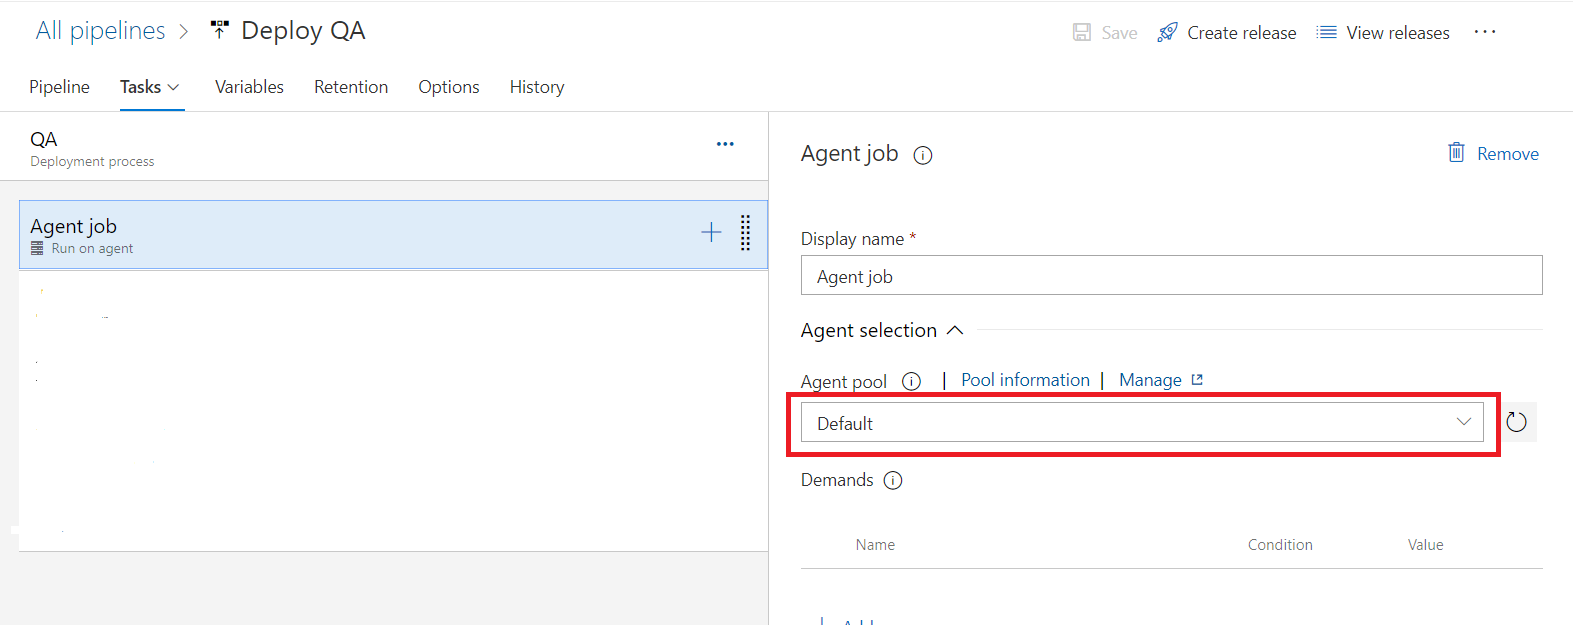 All pipelines > Deploy QA
Save Create release View releases ...
Pipeline Tasks Variables Retention Options History
QA
Deployment process
Agent job
Run on agent
Agent job
Remove
Display name *
Agent job
Agent selection
Agent pool | Pool information | Manage
Default
Demands
Name Condition Value